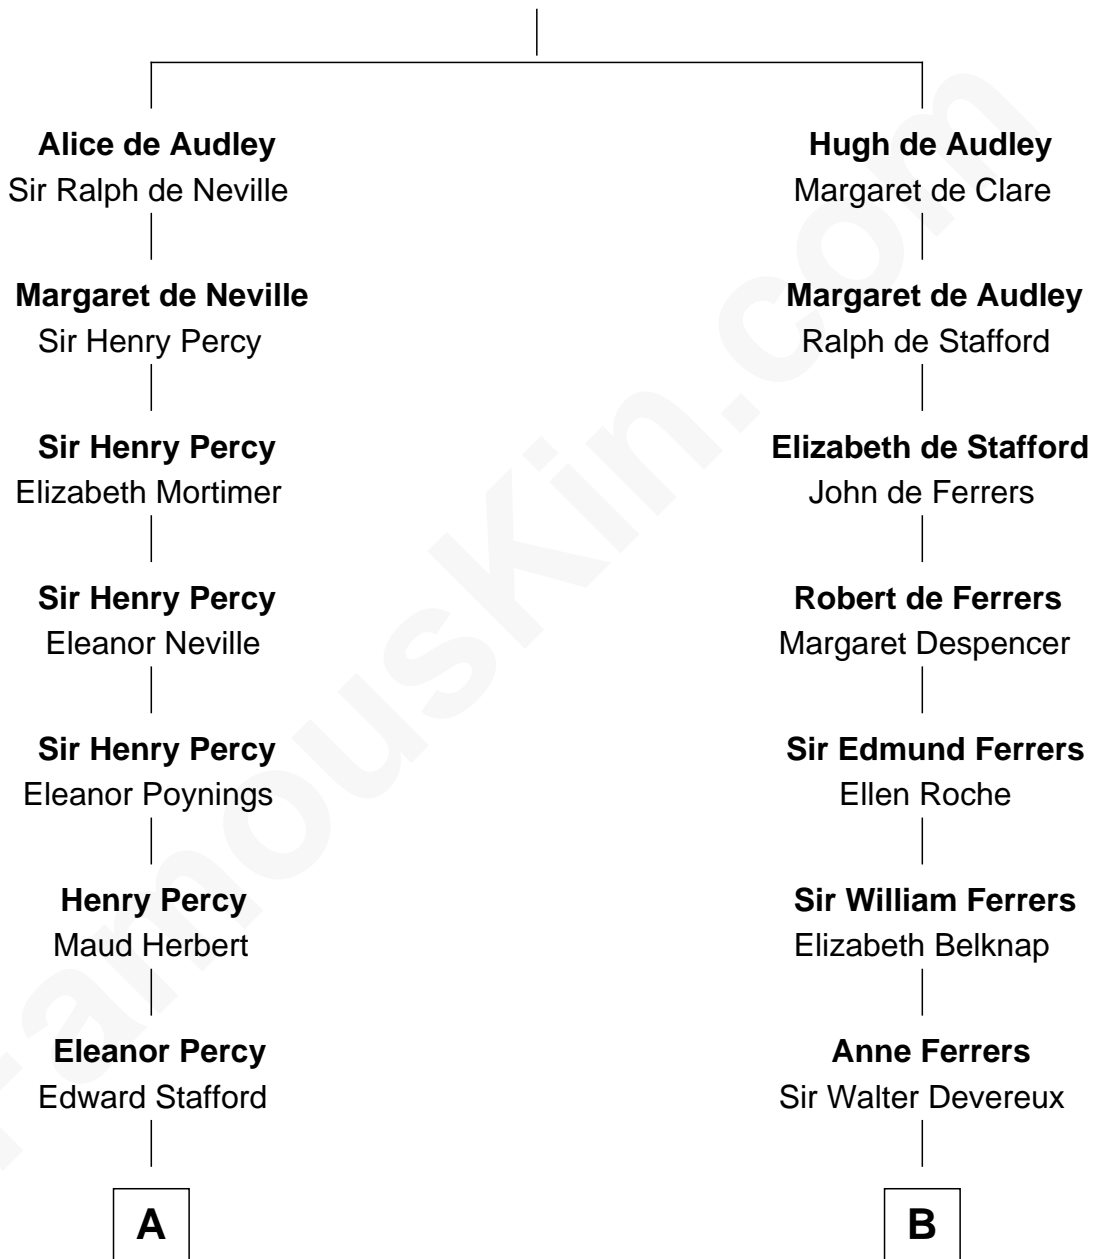 Alice de Audley
Sir Ralph de Neville
Margaret de Neville
Sir Henry Percy
Sir Henry Percy
Elizabeth Mortimer
Sir Henry Percy
Eleanor Neville
Sir Henry Percy
Eleanor Poynings
Henry Percy
Maud Herbert
Eleanor Percy
Edward Stafford
A
Hugh de Audley
Margaret de Clare
Margaret de Audley
Ralph de Stafford
Elizabeth de Stafford
John de Ferrers
Robert de Ferrers
Margaret Despencer
Sir Edmund Ferrers
Ellen Roche
Sir William Ferrers
Elizabeth Belknap
Anne Ferrers
Sir Walter Devereux
B
FamousKin.com